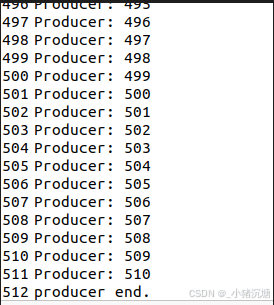 496 Producer: 495
497 Producer: 496
498 Producer: 497
499 Producer: 498
500 Producer: 499
501 Producer: 500
502 Producer: 501
503 Producer: 502
504 Producer: 503
505 Producer: 504
506 Producer: 505
507 Producer: 506
508 Producer: 507
509 Producer: 508
510 Producer: 509
511 Producer: 510
512 producer end.
CSDN @_小猪沉塘